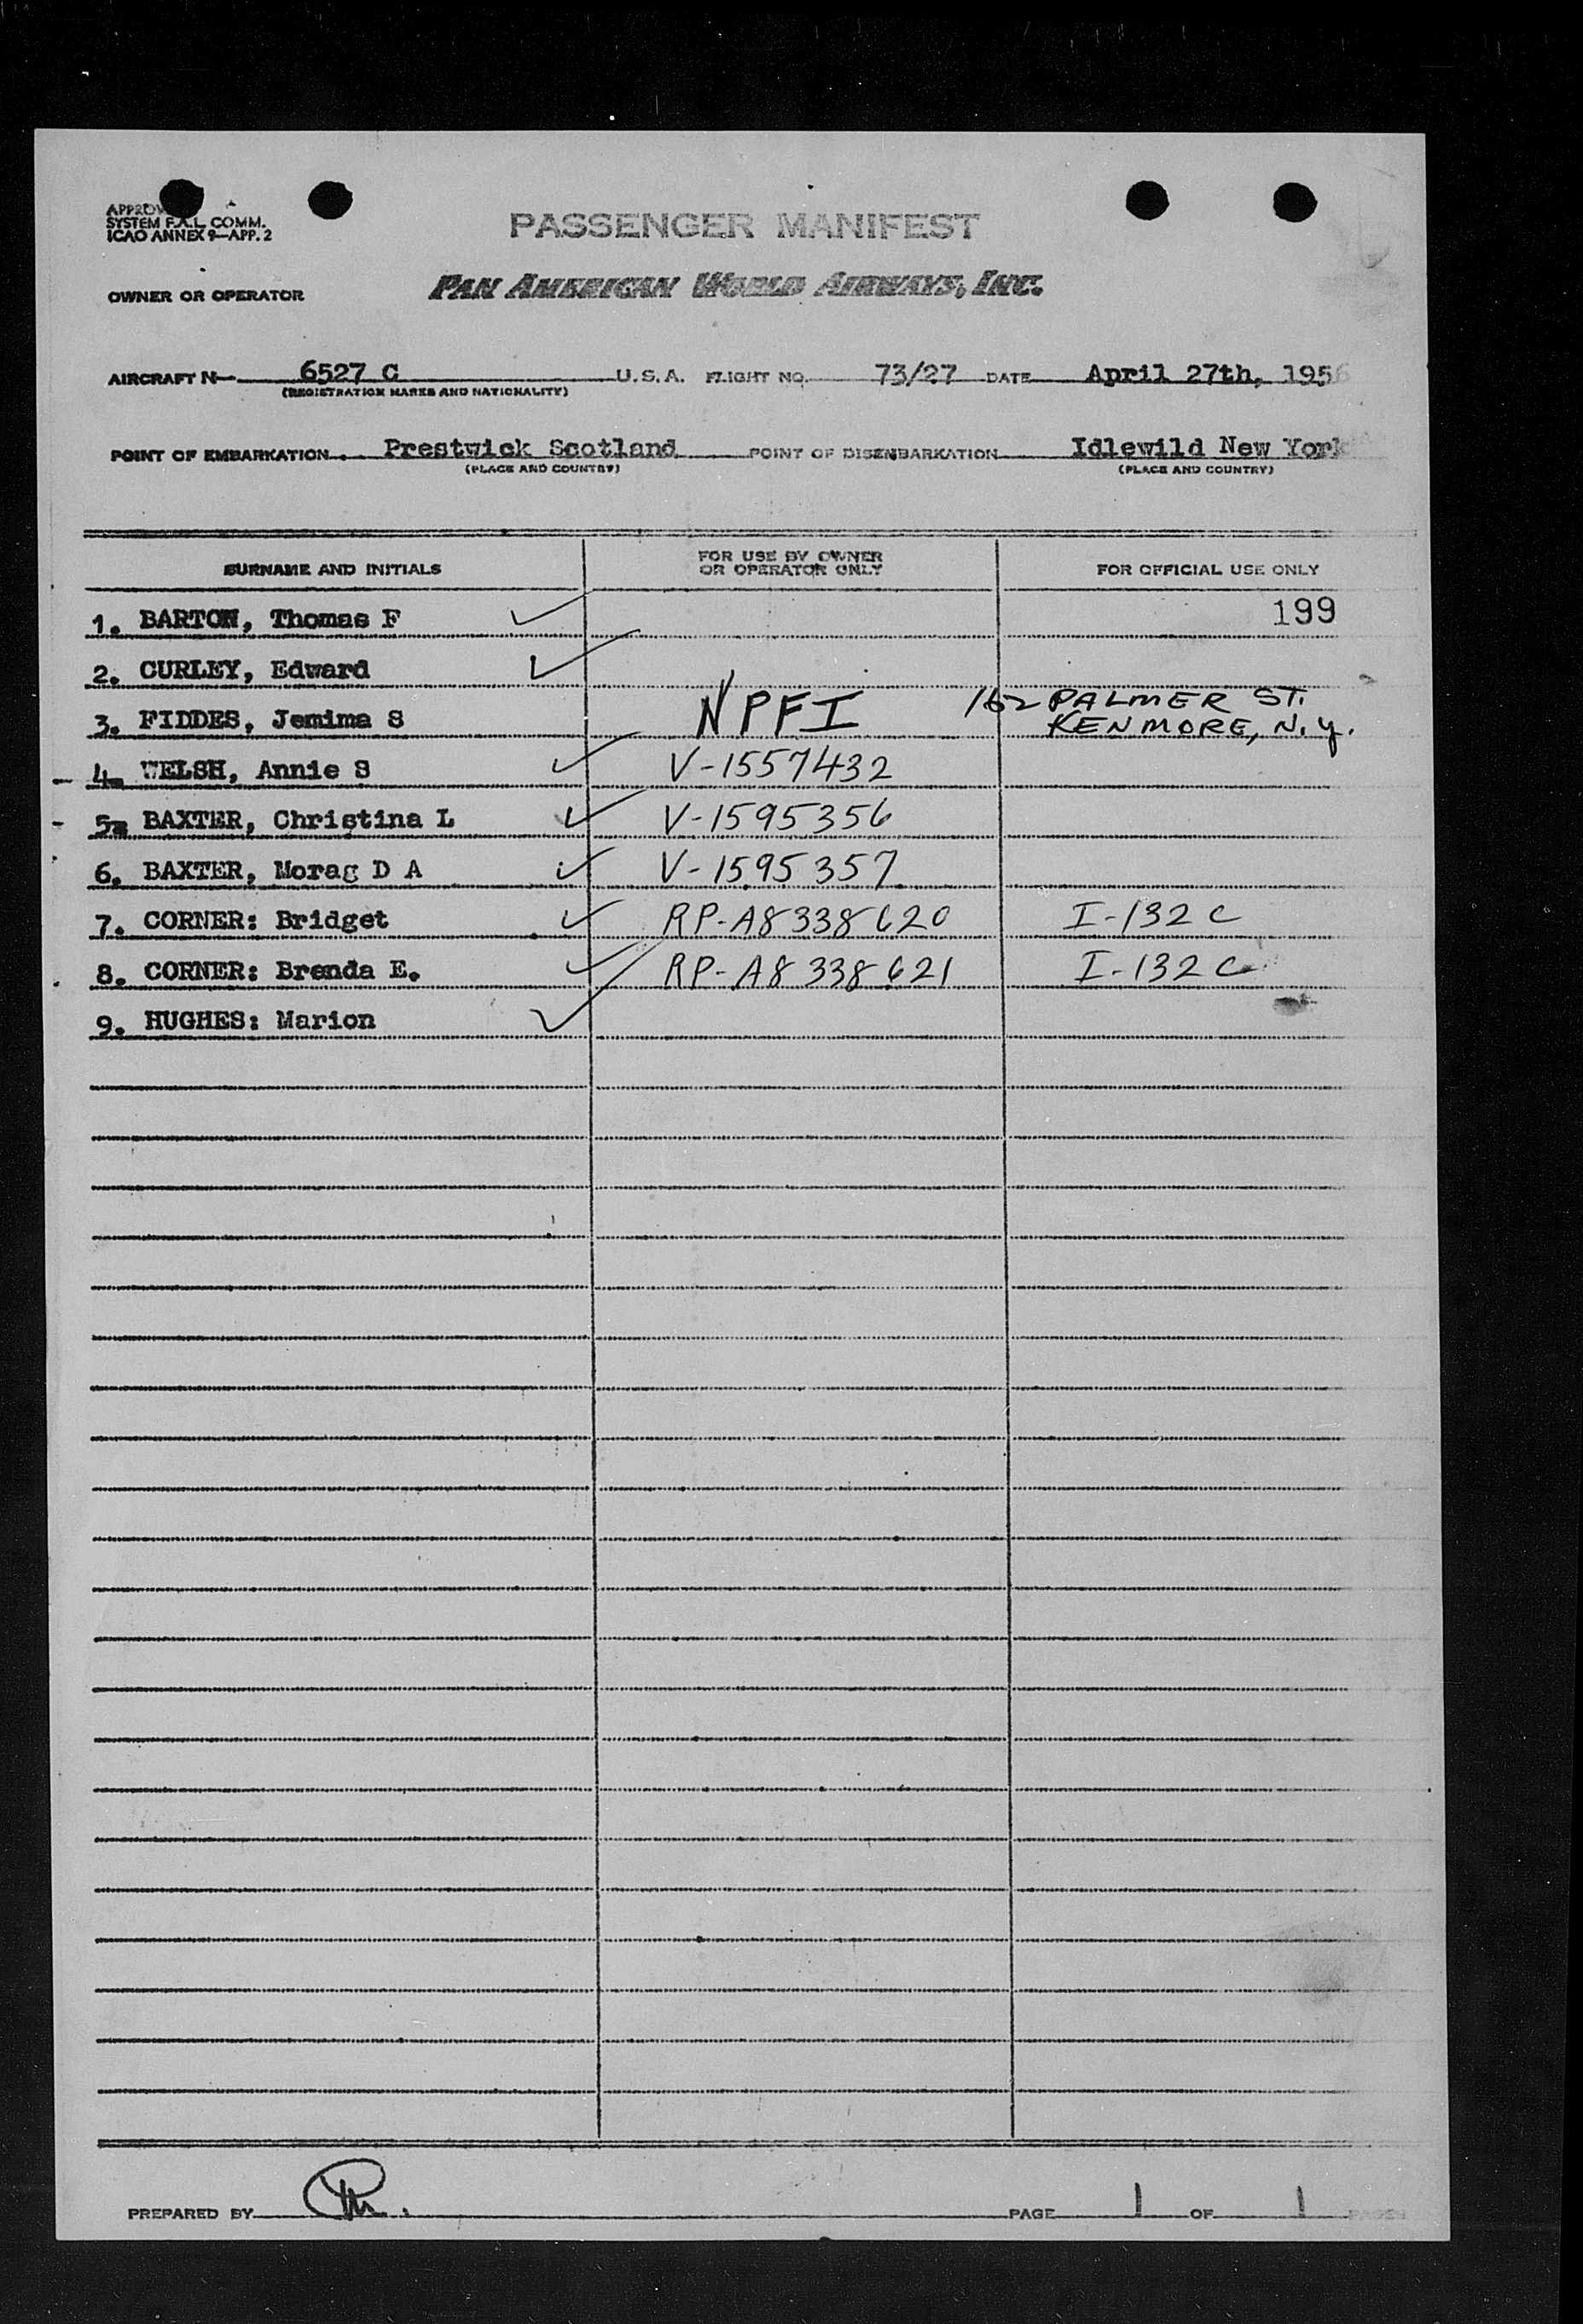 APPROV
SYSTEM F.A.L. COMM.
ICAO ANNEX 9—APP. 2
PASSENGER MANIFEST
OWNER OR OPERATOR PAN AMERICAN WORLD AIRWAYS, INC.
AIRCRAFT N— 6527 C U.S.A. FLIGHT NO. 73/27 DATE April 27th, 1956
(REGISTRATION MARKS AND NATIONALITY)
POINT OF EMBARKATION Prestwick Scotland POINT OF DISENBARKATION Idlewild New York
(PLACE AND COUNTRY) (PLACE AND COUNTRY)
SURNAME AND INITIALS FOR USE BY OWNER OR OPERATOR ONLY FOR OFFICIAL USE ONLY
1. BARTON, Thomas F 199
2. CURLEY, Edward
3. FIDDES, Jemima S NPFI 162 PALMER ST.
KENMORE, N.Y.
4. WELSH, Annie S V-1557432
5. BAXTER, Christina L V-1595356
6. BAXTER, Morag D A V-1595357
7. CORNER: Bridget RP-A8338620 I-132C
8. CORNER: Brenda E. RP-A8338621 I-132C
9. HUGHES: Marion
PREPARED BY PAGE 1 OF 1 PAGES